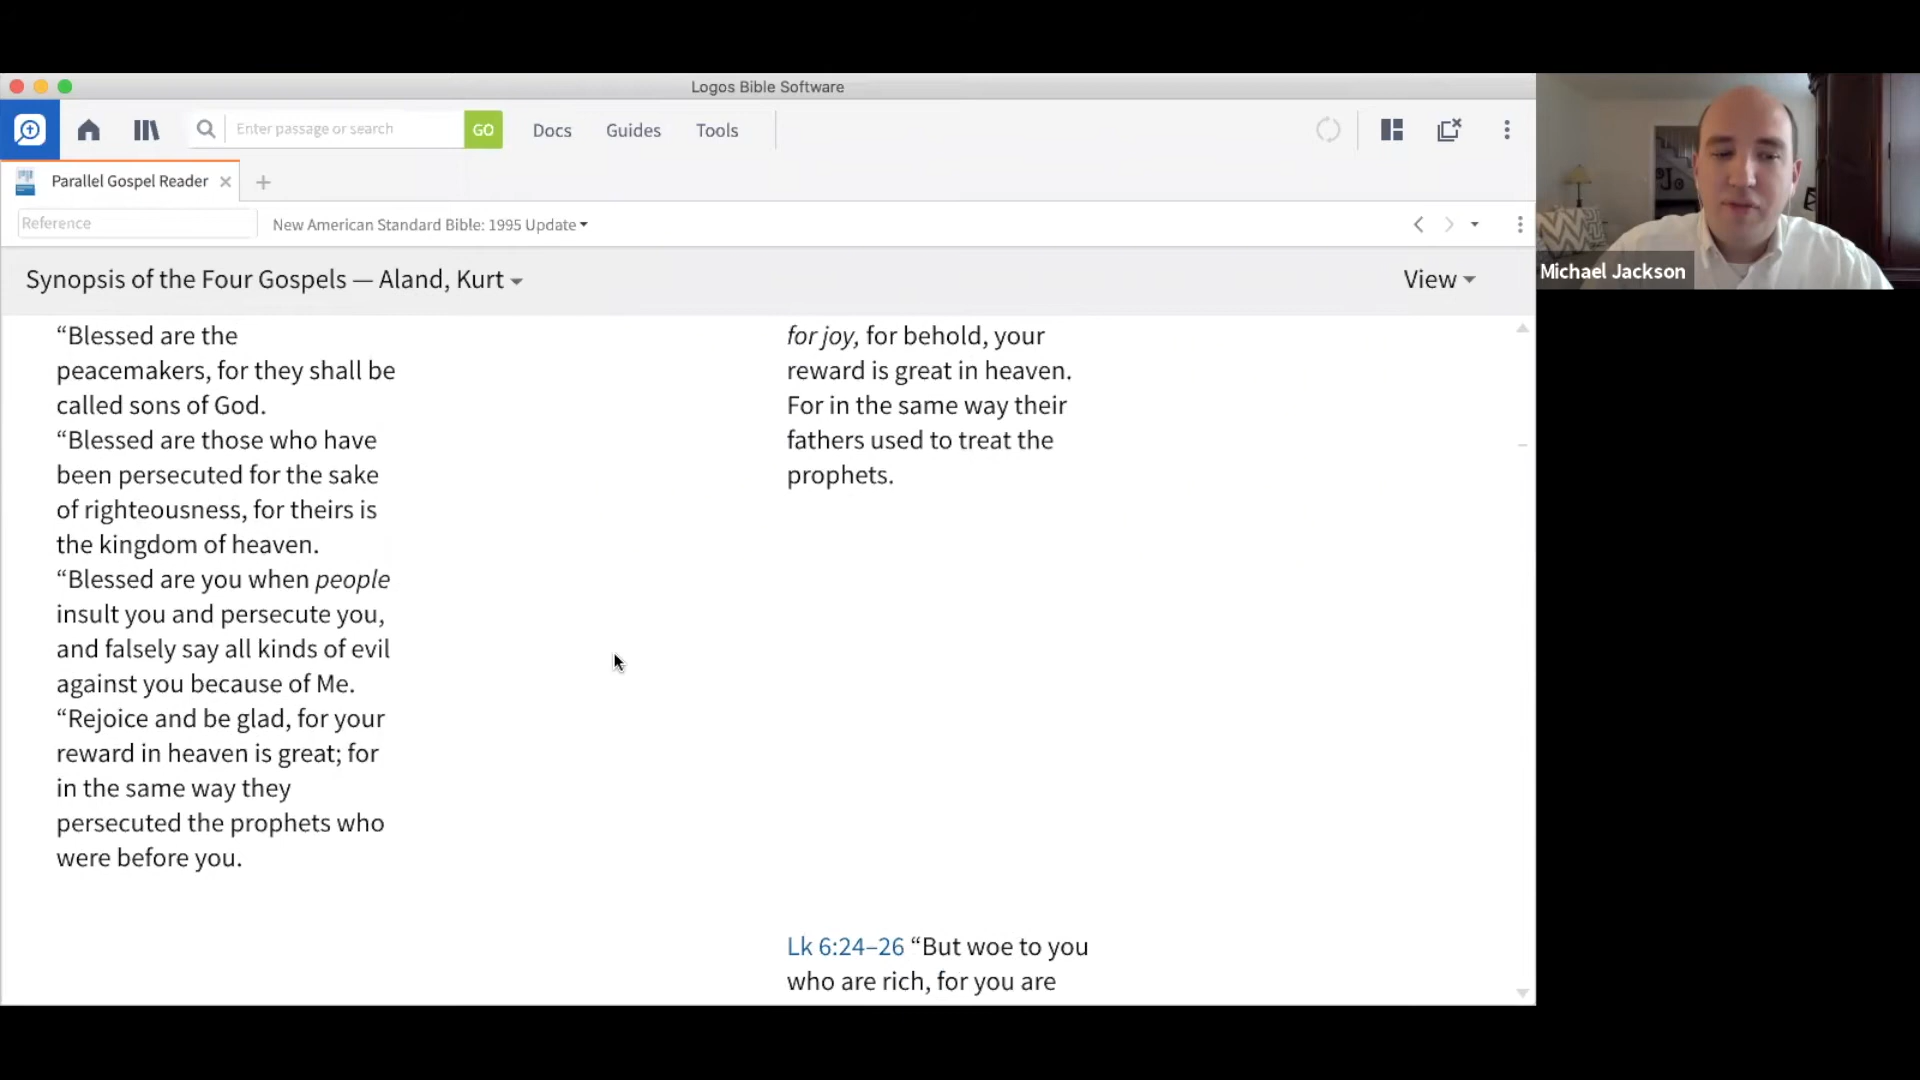 Logos Bible Software
Enter passage or search
GO
Docs
Guides
Tools
Parallel Gospel Reader
Reference
New American Standard Bible: 1995 Update
Synopsis of the Four Gospels — Aland, Kurt
View
Michael Jackson
“Blessed are the
peacemakers, for they shall be
called sons of God.
“Blessed are those who have
been persecuted for the sake
of righteousness, for theirs is
the kingdom of heaven.
“Blessed are you when people
insult you and persecute you,
and falsely say all kinds of evil
against you because of Me.
“Rejoice and be glad, for your
reward in heaven is great; for
in the same way they
persecuted the prophets who
were before you.
for joy, for behold, your
reward is great in heaven.
For in the same way their
fathers used to treat the
prophets.
Lk 6:24–26 “But woe to you
who are rich, for you are